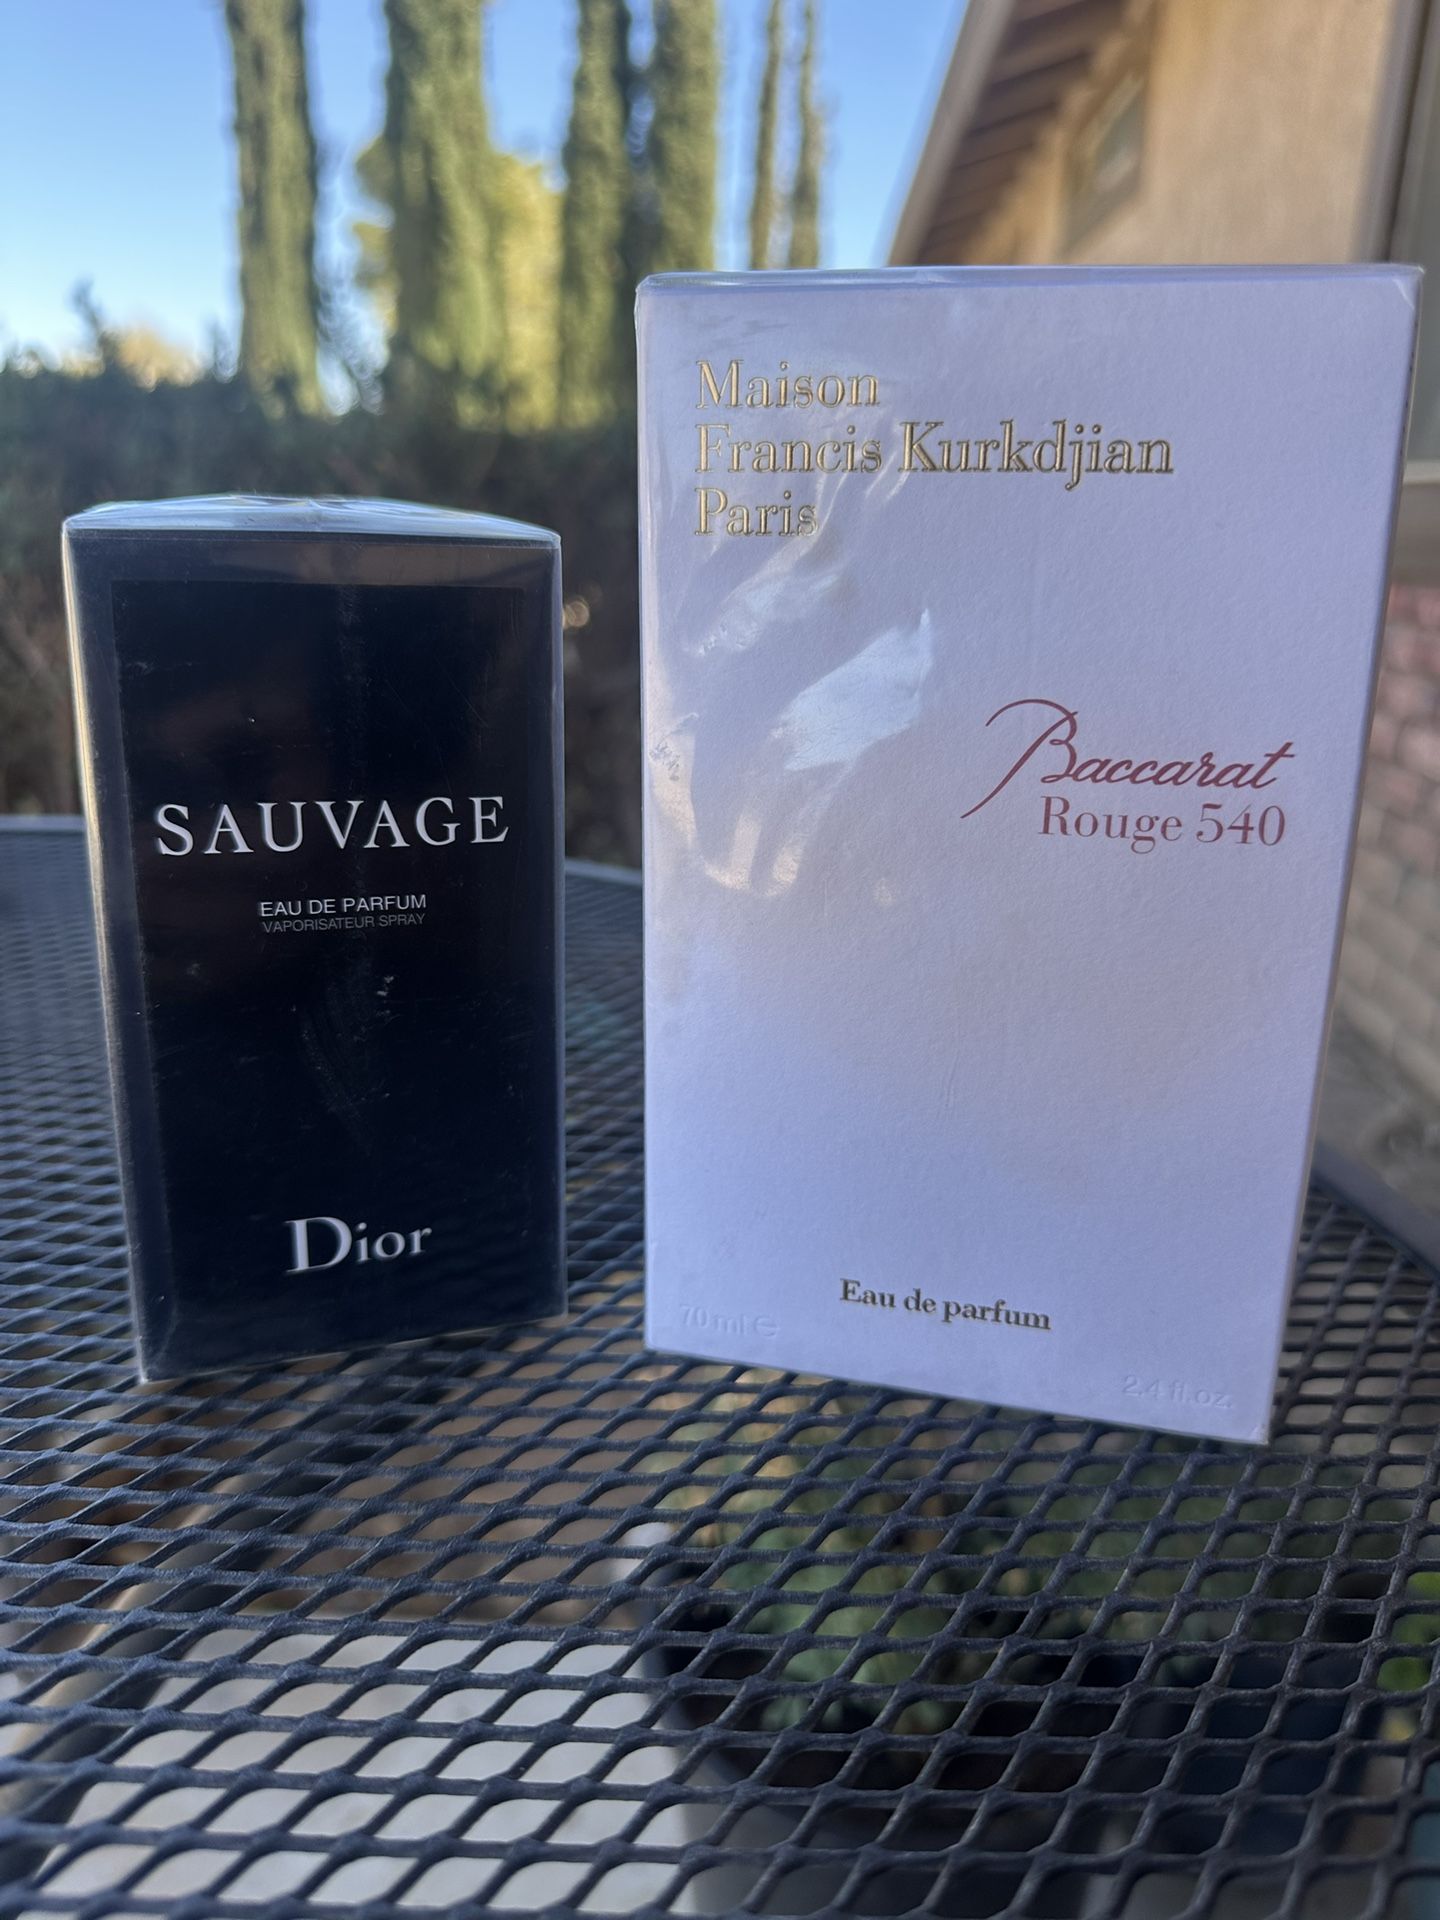 SAUVAGE
EAU DE PARFUM
VAPORISATEUR SPRAY
Dior
Maison
Francis Kurkdjian
Paris
Baccarat
Rouge 540
Eau de parfum
70 ml ℮
2.4 fl.oz.